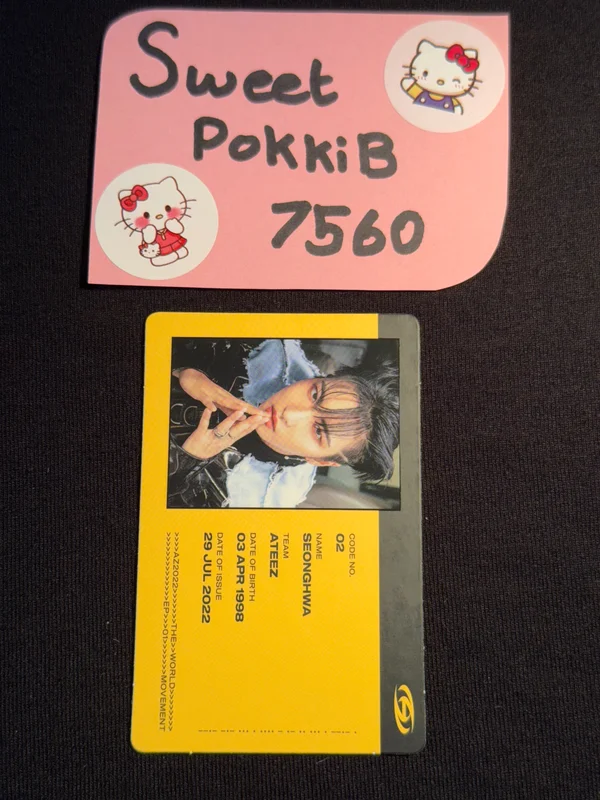 Sweet
PokkiB
7560
CODE NO.
02
NAME
SEONGHWA
TEAM
ATEEZ
DATE OF BIRTH
03 APR 1998
DATE OF ISSUE
29 JUL 2022
>>>>AZ2022>>>>>>>THE>>WORLD>>>>>>>>
>>>>>>>>>>>>>>EP>>01>>>>>>>MOVEMENT